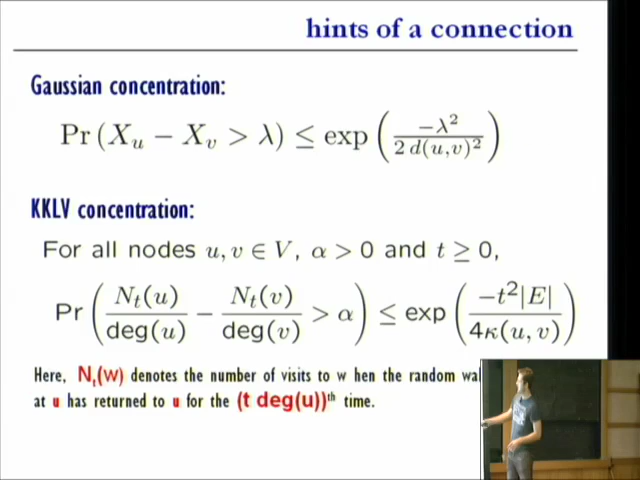 hints of a connection
Gaussian concentration:
Pr (X_u − X_v > λ) ≤ exp ( −λ² / 2 d(u,v)² )
KKLV concentration:
For all nodes u, v ∈ V, α > 0 and t ≥ 0,
Pr ( N_t(u) / deg(u) − N_t(v) / deg(v) > α ) ≤ exp ( −t²|E| / 4κ(u, v) )
Here, N_t(w) denotes the number of visits to w hen the random
at u has returned to u for the (t deg(u))th time.